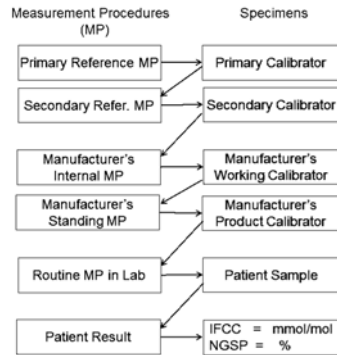 Measurement Procedures
(MP)
Specimens
Primary Reference MP
Primary Calibrator
Secondary Refer. MP
Secondary Calibrator
Manufacturer's
Internal MP
Manufacturer's
Working Calibrator
Manufacturer's
Standing MP
Manufacturer's
Product Calibrator
Routine MP in Lab
Patient Sample
Patient Result
IFCC = mmol/mol
NGSP = %